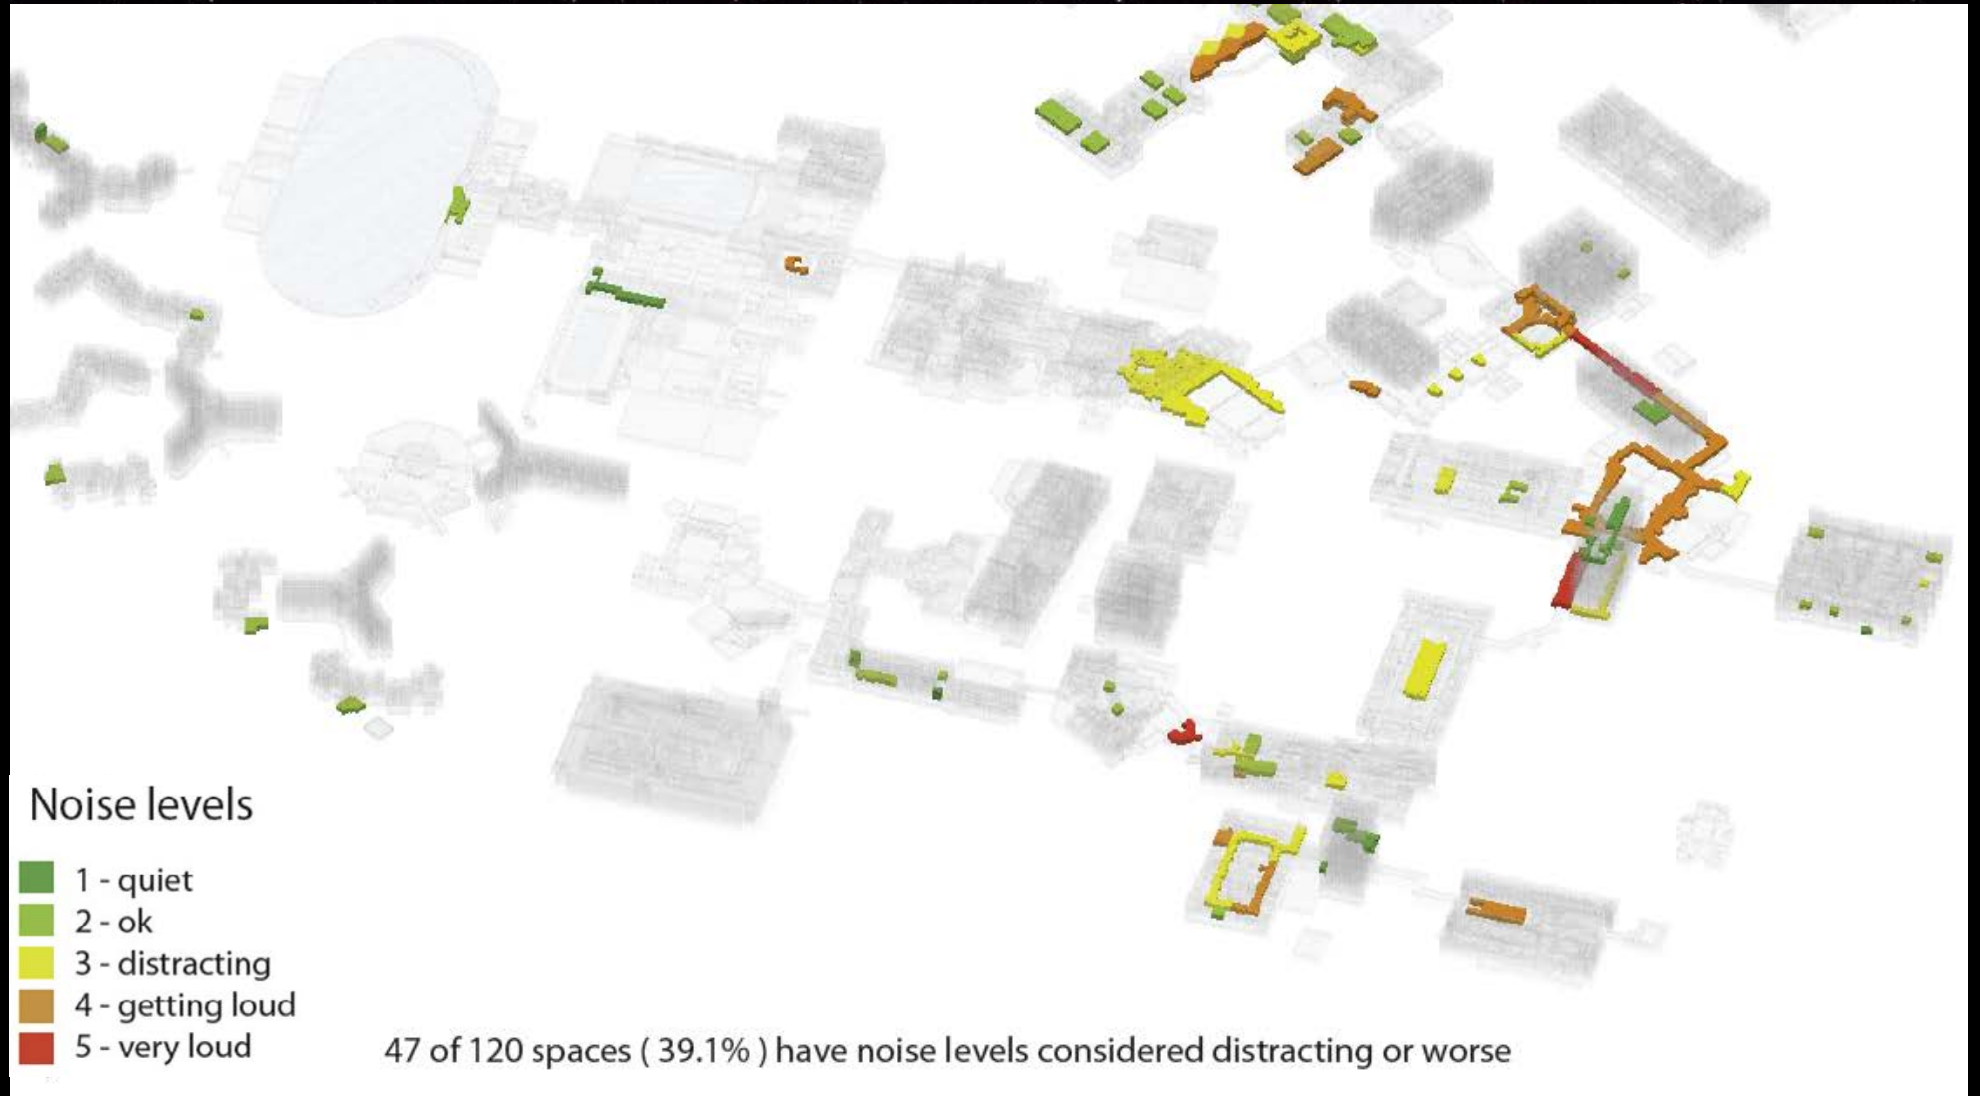 Noise levels
1 - quiet
2 - ok
3 - distracting
4 - getting loud
5 - very loud
47 of 120 spaces ( 39.1% ) have noise levels considered distracting or worse